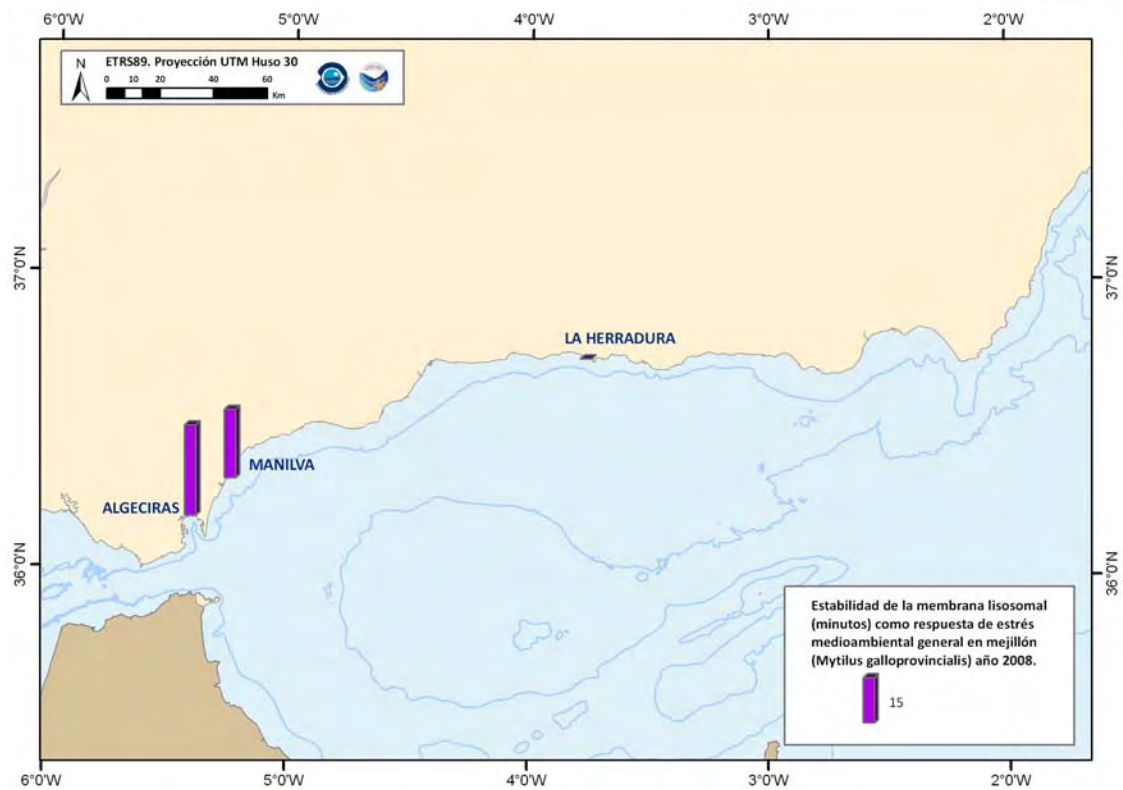 6°0'W 5°0'W 4°0'W 3°0'W 2°0'W
N ETRS89. Proyección UTM Huso 30
0 10 20 40 60
Km
37°0'N 37°0'N
LA HERRADURA
MANILVA
ALGECIRAS
36°0'N 36°0'N
Estabilidad de la membrana lisosomal
(minutos) como respuesta de estrés
medioambiental general en mejillón
(Mytilus galloprovincialis) año 2008.
15
6°0'W 5°0'W 4°0'W 3°0'W 2°0'W